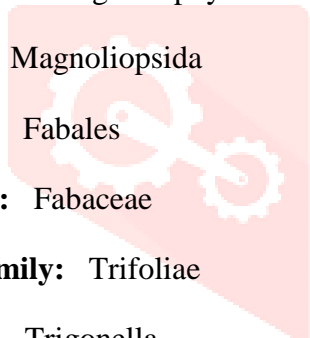 Magnoliopsida
Fabales
: Fabaceae
mily: Trifoliae
Trigonella